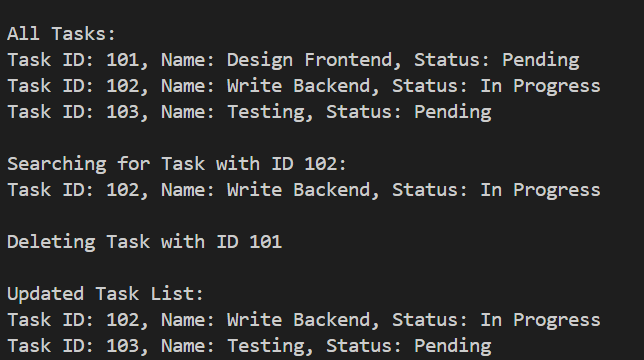 All Tasks:
Task ID: 101, Name: Design Frontend, Status: Pending
Task ID: 102, Name: Write Backend, Status: In Progress
Task ID: 103, Name: Testing, Status: Pending
Searching for Task with ID 102:
Task ID: 102, Name: Write Backend, Status: In Progress
Deleting Task with ID 101
Updated Task List:
Task ID: 102, Name: Write Backend, Status: In Progress
Task ID: 103, Name: Testing, Status: Pending